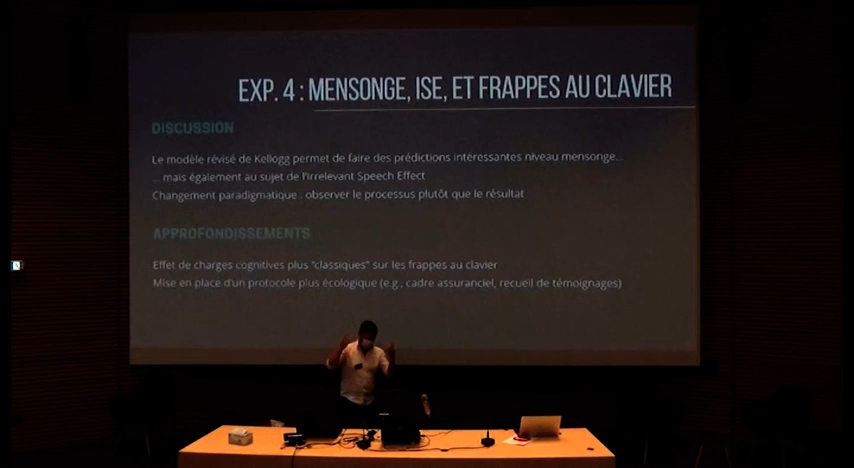 EXP. 4 : MENSONGE, ISE, ET FRAPPES AU CLAVIER
DISCUSSION
Le modèle révisé de Kellogg permet de faire des prédictions intéressantes niveau mensonge...
... mais également au sujet de l'Irrelevant Speech Effect
Changement paradigmatique : observer le processus plutôt que le résultat
APPROFONDISSEMENTS
Effet de charges cognitives plus "classiques" sur les frappes au clavier
Mise en place d'un protocole plus écologique (e.g., cadre assuranciel, recueil de témoignages)